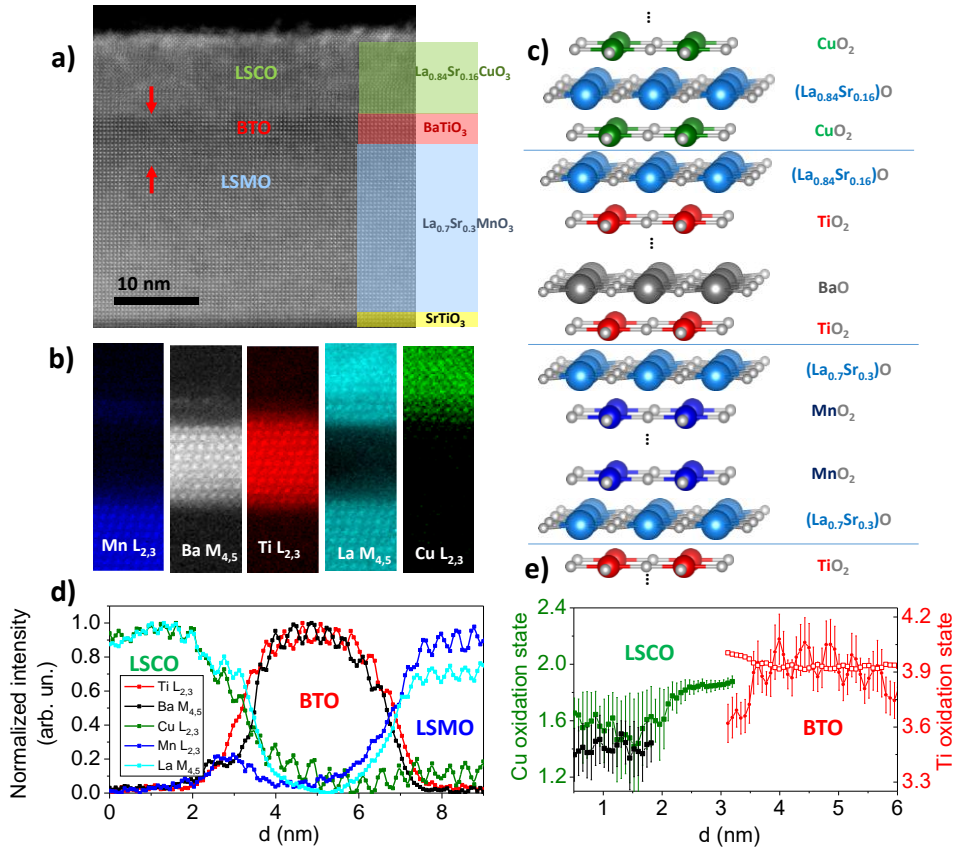 a)
LSCO
BTO
LSMO
10 nm
La0.84Sr0.16CuO3
BaTiO3
La0.7Sr0.3MnO3
SrTiO3
b)
Mn L2,3
Ba M4,5
Ti L2,3
La M4,5
Cu L2,3
c)
CuO2
(La0.84Sr0.16)O
CuO2
(La0.84Sr0.16)O
TiO2
BaO
TiO2
(La0.7Sr0.3)O
MnO2
MnO2
(La0.7Sr0.3)O
TiO2
d)
Normalized intensity
(arb. un.)
1.0
0.8
0.6
0.4
0.2
0.0
LSCO
BTO
LSMO
Ti L2,3
Ba M4,5
Cu L2,3
Mn L2,3
La M4,5
0 2 4 6 8
d (nm)
e)
Cu oxidation state
2.4
2.0
1.6
1.2
LSCO
BTO
4.2
3.9
3.6
3.3
Ti oxidation state
1 2 3 4 5 6
d (nm)